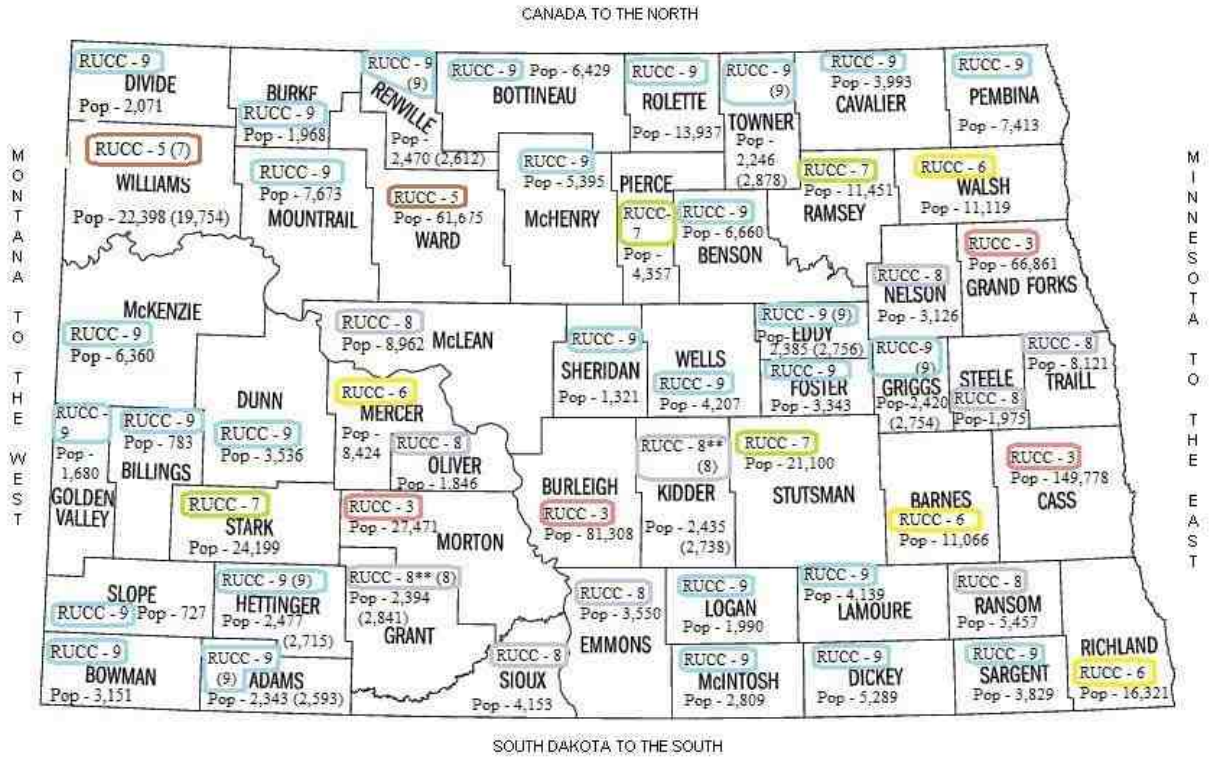 CANADA TO THE NORTH
MONTANA TO THE WEST
MINNESOTA TO THE EAST
RUCC - 9
DIVIDE
Pop - 2,071
BURKE
RUCC - 9
Pop - 1,968
RUCC - 9
(9)
RENVILLE
Pop -
2,470 (2,612)
RUCC - 9 Pop - 6,429
BOTTINEAU
RUCC - 9
ROLETTE
Pop - 13,937
RUCC - 9
(9)
TOWNER
Pop -
2,246
(2,878)
RUCC - 9
Pop - 3,993
CAVALIER
RUCC - 9
PEMBINA
Pop - 7,413
RUCC - 5 (7)
WILLIAMS
Pop - 22,398 (19,754)
RUCC - 9
Pop - 7,673
MOUNTRAIL
RUCC - 5
Pop - 61,675
WARD
RUCC - 9
Pop - 5,395
McHENRY
PIERCE
RUCC-
7
Pop -
4,357
RUCC - 9
Pop - 6,660
BENSON
RUCC - 7
Pop - 11,451
RAMSEY
RUCC - 6
WALSH
Pop - 11,119
RUCC - 8
NELSON
Pop - 3,126
RUCC - 3
Pop - 66,861
GRAND FORKS
McKENZIE
RUCC - 9
Pop - 6,360
DUNN
RUCC - 9
Pop - 3,536
RUCC - 8
Pop - 8,962
McLEAN
RUCC - 6
MERCER
Pop -
8,424
RUCC - 8
OLIVER
Pop - 1,846
RUCC - 9
SHERIDAN
Pop - 1,321
WELLS
RUCC - 9
Pop - 4,207
RUCC - 9 (9)
Pop- EDDY
2,385 (2,756)
RUCC - 9
FOSTER
Pop - 3,343
RUCC-9
(9)
GRIGGS
Pop-2,420
(2,754)
STEELE
RUCC - 8
Pop-1,975
RUCC - 8
Pop - 8,121
TRAILL
RUCC -
9
Pop -
1,680
GOLDEN
VALLEY
RUCC - 9
Pop - 783
BILLINGS
RUCC - 7
STARK
Pop - 24,199
RUCC - 3
Pop - 27,471
MORTON
BURLEIGH
RUCC - 3
Pop - 81,308
RUCC - 8**
(8)
KIDDER
Pop - 2,435
(2,738)
RUCC - 7
Pop - 21,100
STUTSMAN
BARNES
RUCC - 6
Pop - 11,066
RUCC - 3
Pop - 149,778
CASS
SLOPE
RUCC - 9 Pop - 727
RUCC - 9 (9)
HETTINGER
Pop - 2,477
(2,715)
RUCC - 8** (8)
Pop - 2,394
(2,841)
GRANT
RUCC - 8
Pop - 3,550
EMMONS
RUCC - 9
LOGAN
Pop - 1,990
RUCC - 9
Pop - 4,139
LAMOURE
RUCC - 8
RANSOM
Pop - 5,457
RICHLAND
RUCC - 6
Pop - 16,321
RUCC - 9
BOWMAN
Pop - 3,151
RUCC - 9
(9) ADAMS
Pop - 2,343 (2,593)
RUCC - 8
SIOUX
Pop - 4,153
RUCC - 9
McINTOSH
Pop - 2,809
RUCC - 9
DICKEY
Pop - 5,289
RUCC - 9
SARGENT
Pop - 3,829
SOUTH DAKOTA TO THE SOUTH